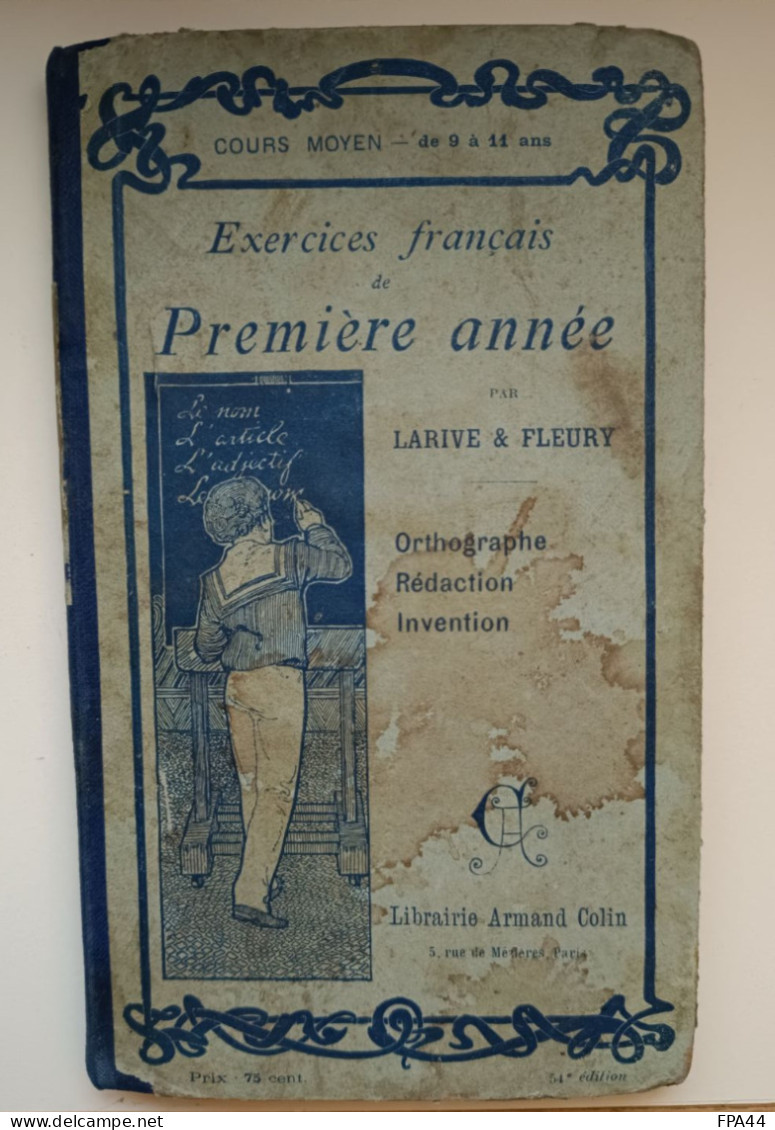 COURS MOYEN — de 9 à 11 ans
Exercices français
de
Première année
PAR
LARIVE & FLEURY
Le nom
L'article
L'adjectif
Le
Orthographe
Rédaction
Invention
Librairie Armand Colin
5, rue de Mézières, Paris
Prix : 75 cent.
54e édition
Delcampe.net
FPA44